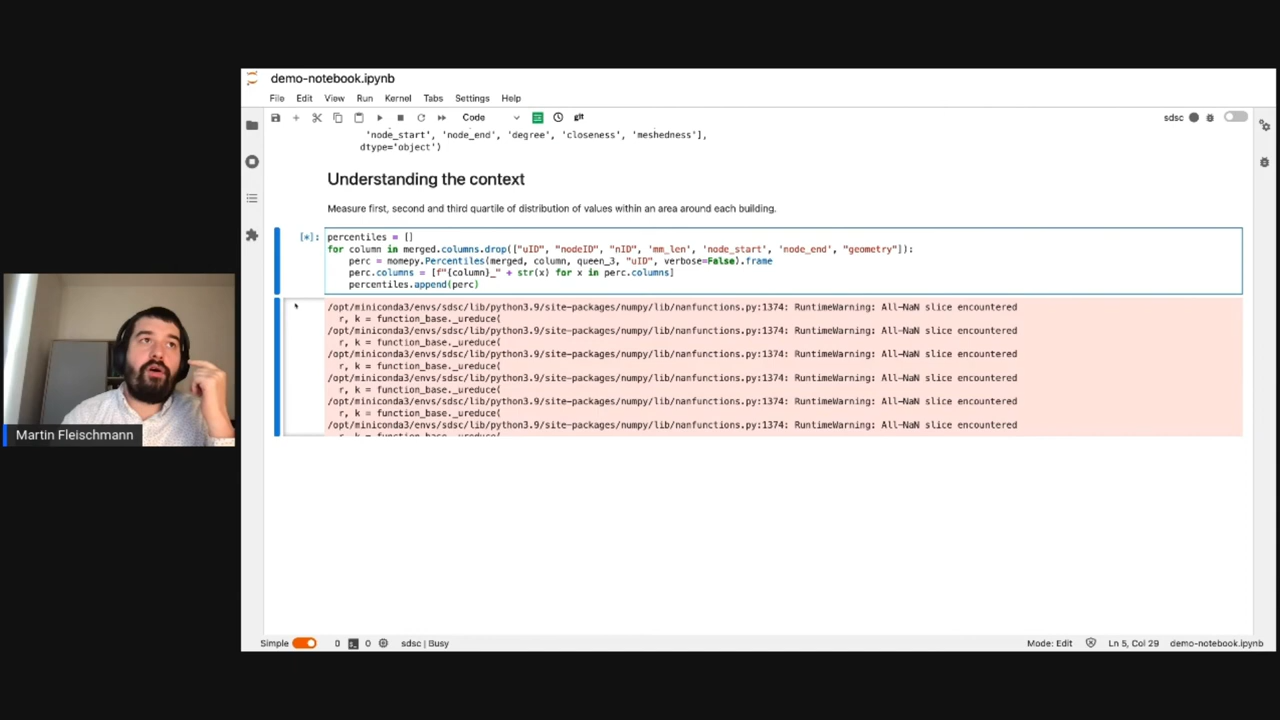 demo-notebook.ipynb
File Edit View Run Kernel Tabs Settings Help
Code git sdsc
'node_start', 'node_end', 'degree', 'closeness', 'meshedness'],
dtype='object')
Understanding the context
Measure first, second and third quartile of distribution of values within an area around each building.
[*]: percentiles = []
for column in merged.columns.drop(["uID", "nodeID", "nID", 'mm_len', 'node_start', 'node_end', "geometry"]):
perc = momepy.Percentiles(merged, column, queen_3, "uID", verbose=False).frame
perc.columns = [f"{column}_" + str(x) for x in perc.columns]
percentiles.append(perc)
/opt/miniconda3/envs/sdsc/lib/python3.9/site-packages/numpy/lib/nanfunctions.py:1374: RuntimeWarning: All-NaN slice encountered
r, k = function_base._ureduce(
/opt/miniconda3/envs/sdsc/lib/python3.9/site-packages/numpy/lib/nanfunctions.py:1374: RuntimeWarning: All-NaN slice encountered
r, k = function_base._ureduce(
/opt/miniconda3/envs/sdsc/lib/python3.9/site-packages/numpy/lib/nanfunctions.py:1374: RuntimeWarning: All-NaN slice encountered
r, k = function_base._ureduce(
/opt/miniconda3/envs/sdsc/lib/python3.9/site-packages/numpy/lib/nanfunctions.py:1374: RuntimeWarning: All-NaN slice encountered
r, k = function_base._ureduce(
/opt/miniconda3/envs/sdsc/lib/python3.9/site-packages/numpy/lib/nanfunctions.py:1374: RuntimeWarning: All-NaN slice encountered
r, k = function_base._ureduce(
/opt/miniconda3/envs/sdsc/lib/python3.9/site-packages/numpy/lib/nanfunctions.py:1374: RuntimeWarning: All-NaN slice encountered
r, k = function_base._ureduce(
Martin Fleischmann
Simple 0 0 sdsc | Busy Mode: Edit Ln 5, Col 29 demo-notebook.ipynb